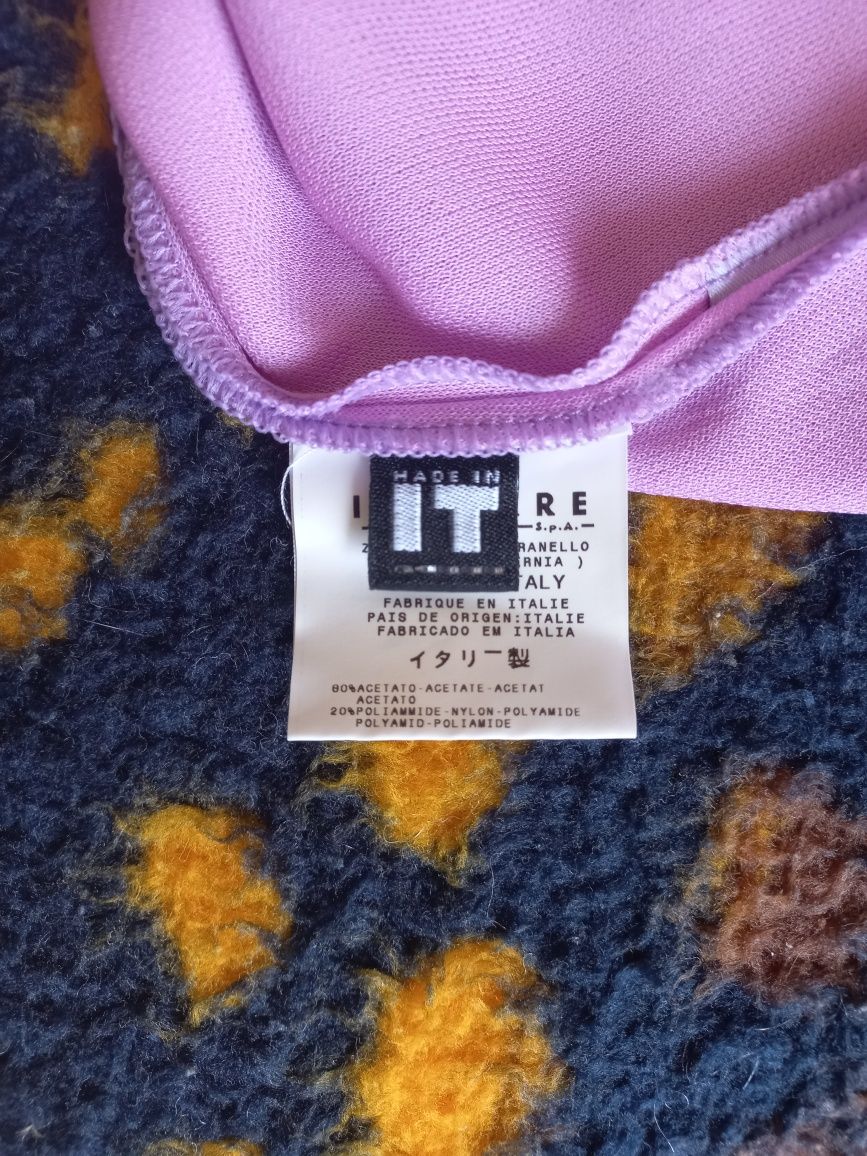 MADE IN
IT
I RE
S.p.A.
RANELLO
RNIA )
TALY
FABRIQUE EN ITALIE
PAIS DE ORIGEN:ITALIE
FABRICADO EM ITALIA
イタリー製
80%ACETATO-ACETATE-ACETAT
ACETATO
20%POLIAMMIDE-NYLON-POLYAMIDE
POLYAMID-POLIAMIDE